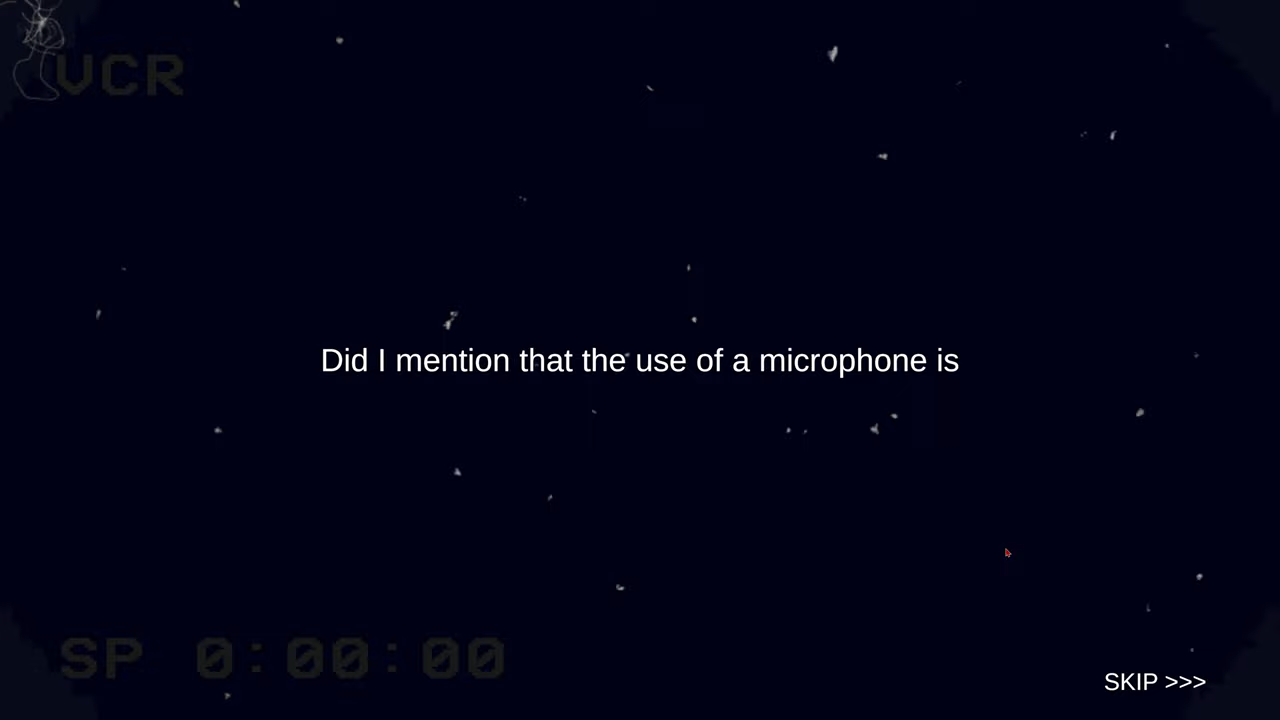 VCR
Did I mention that the use of a microphone is
SP 0:00:00
SKIP >>>